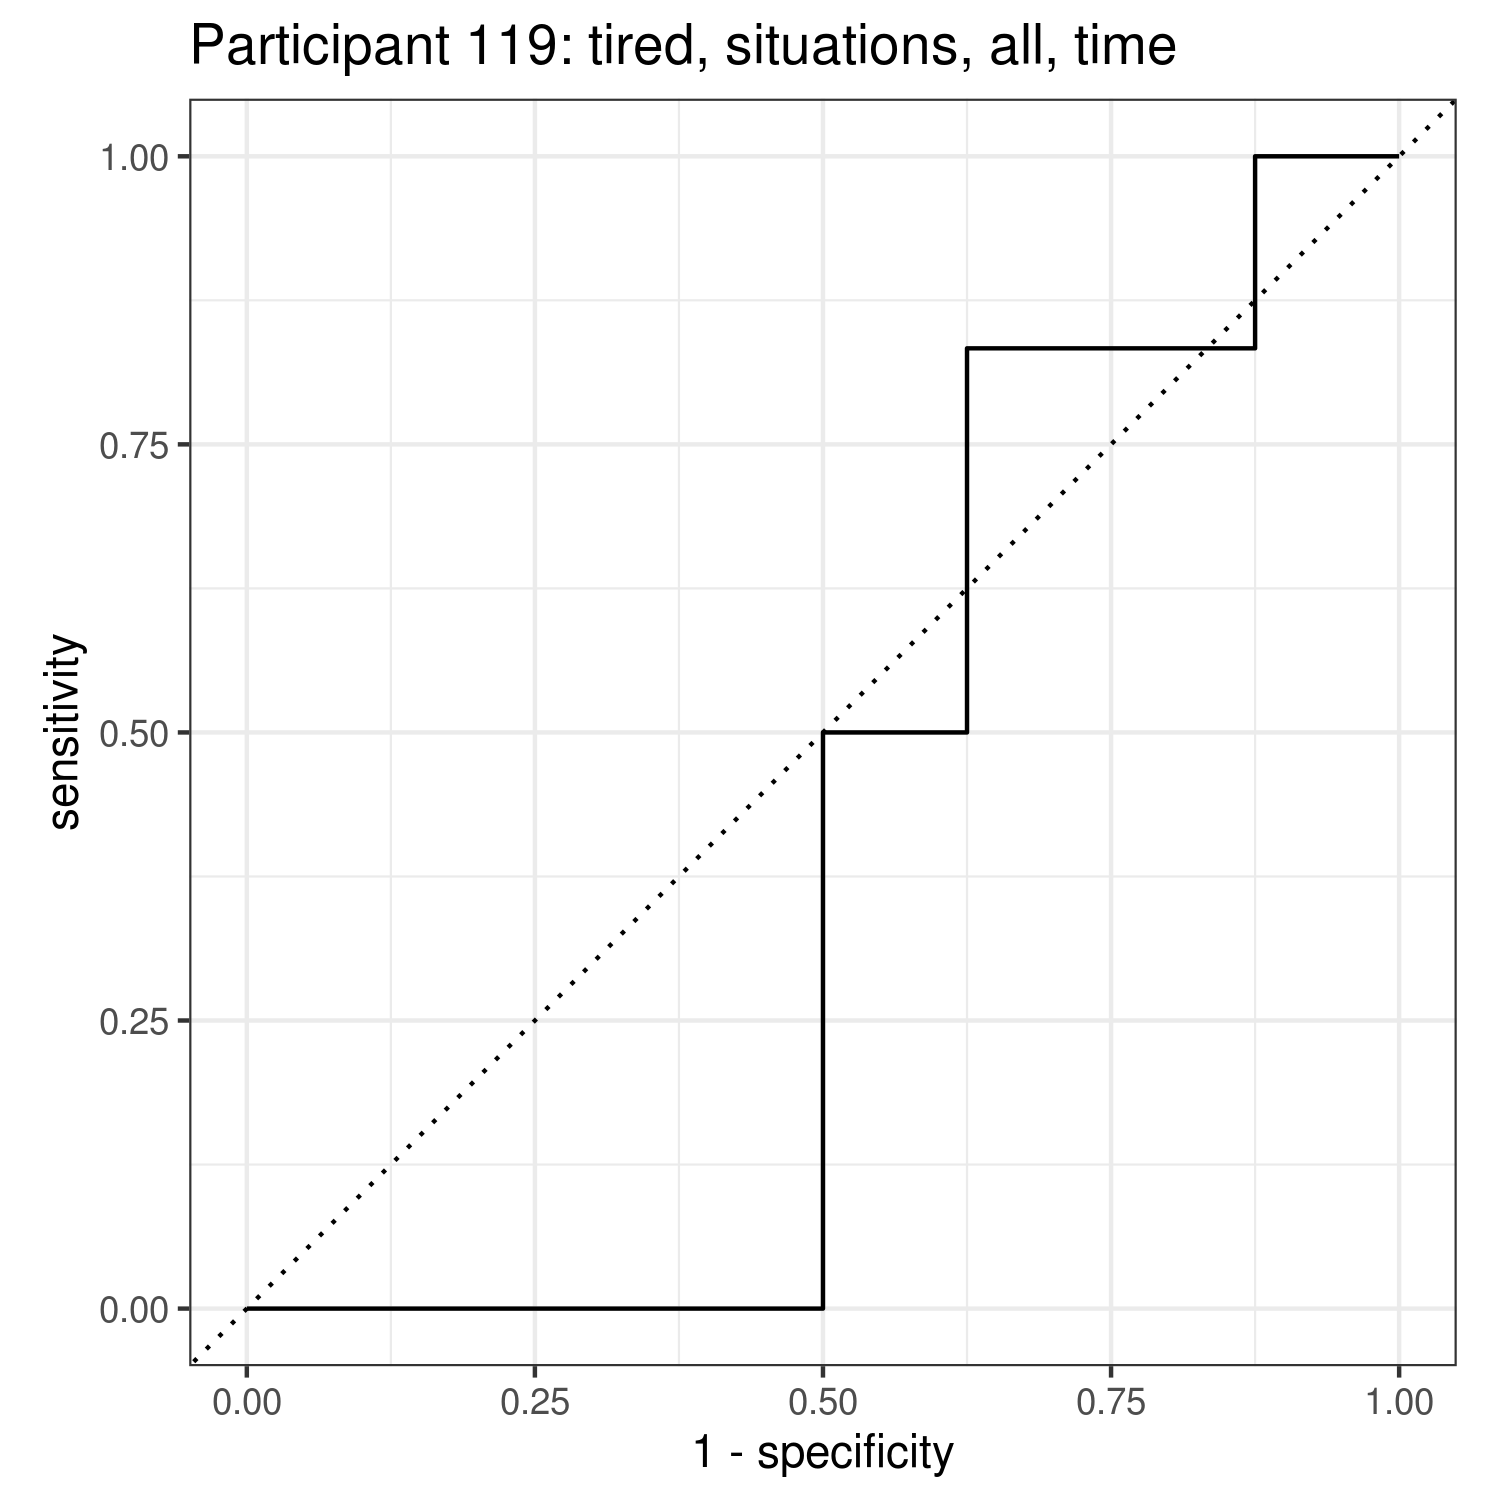 Participant 119: tired, situations, all, time
1.00
0.75
0.50
0.25
0.00
sensitivity
0.00 0.25 0.50 0.75 1.00
1 - specificity